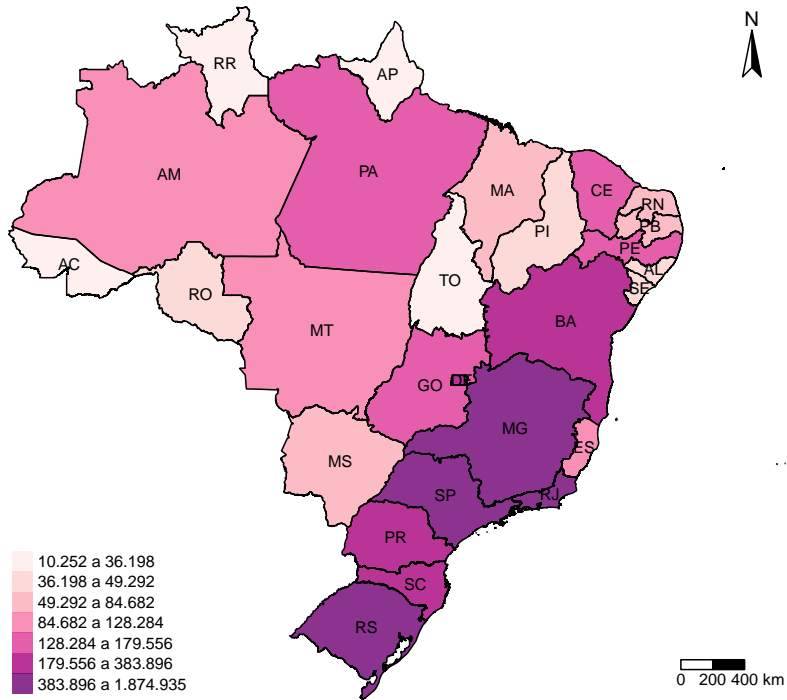 N
RR
AP
AM
PA
MA
CE
RN
PB
PI
PE
AC
AL
TO
SE
RO
BA
MT
GO
DF
MG
ES
MS
SP
RJ
PR
SC
RS
10.252 a 36.198
36.198 a 49.292
49.292 a 84.682
84.682 a 128.284
128.284 a 179.556
179.556 a 383.896
383.896 a 1.874.935
0 200 400 km